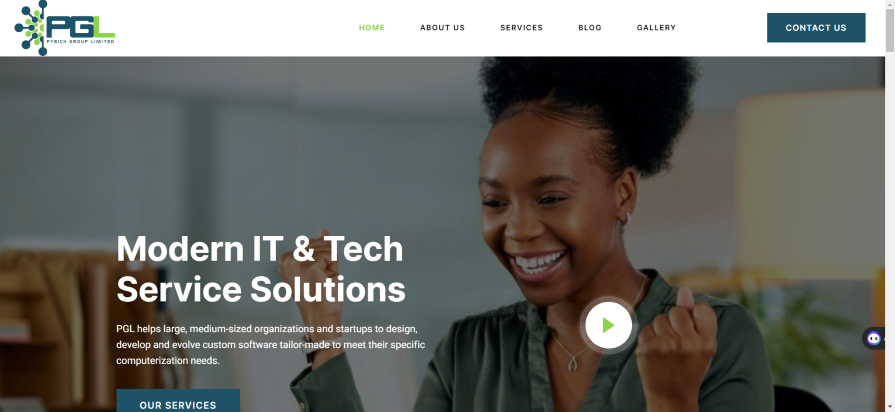 PGL
PYRICH GROUP LIMITED
HOME
ABOUT US
SERVICES
BLOG
GALLERY
CONTACT US
Modern IT & Tech
Service Solutions
PGL helps large, medium-sized organizations and startups to design,
develop and evolve custom software tailor-made to meet their specific
computerization needs.
OUR SERVICES